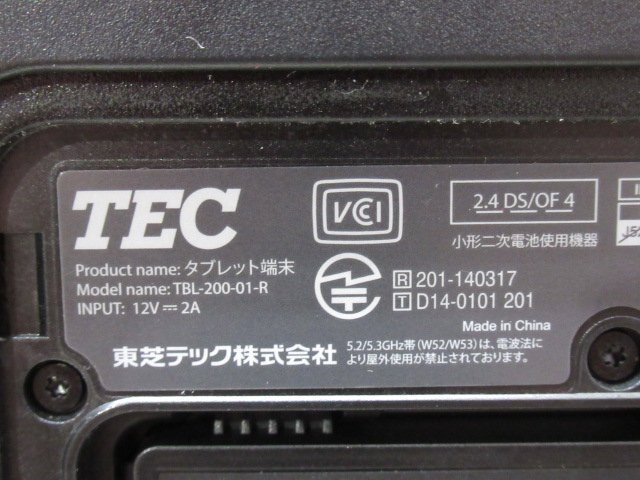 TEC
Product name: タブレット端末
Model name: TBL-200-01-R
INPUT: 12V⎓2A
東芝テック株式会社
VCI
2.4 DS/OF 4
小形二次電池使用機器
R 201-140317
T D14-0101 201
Made in China
5.2/5.3GHz帯(W52/W53)は、電波法に
より屋外使用が禁止されております。